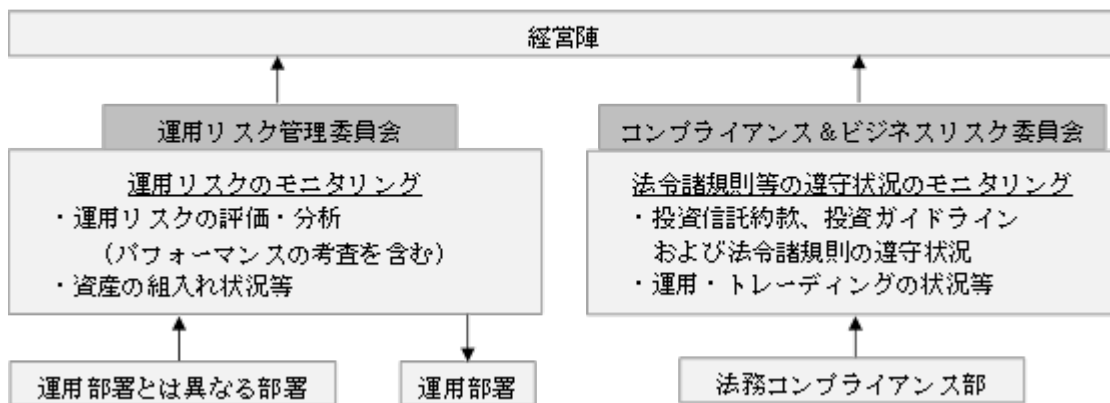 経営陣
運用リスク管理委員会
運用リスクのモニタリング
・運用リスクの評価・分析
(パフォーマンスの考査を含む)
・資産の組入れ状況等
運用部署とは異なる部署
運用部署
コンプライアンス&ビジネスリスク委員会
法令諸規則等の遵守状況のモニタリング
・投資信託約款、投資ガイドライン
および法令諸規則の遵守状況
・運用・トレーディングの状況等
法務コンプライアンス部